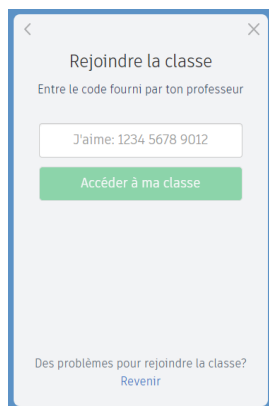 Rejoindre la classe
Entre le code fourni par ton professeur
J'aime: 1234 5678 9012
Accéder à ma classe
Des problèmes pour rejoindre la classe?
Revenir